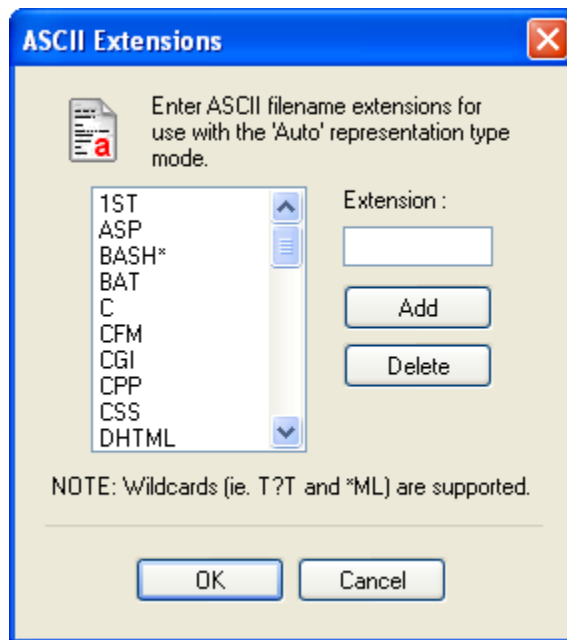 ASCII Extensions
Enter ASCII filename extensions for
use with the 'Auto' representation type
mode.
a
1ST
ASP
BASH*
BAT
C
CFM
CGI
CPP
CSS
DHTML
Extension :
Add
Delete
NOTE: Wildcards (ie. T?T and *ML) are supported.
OK
Cancel